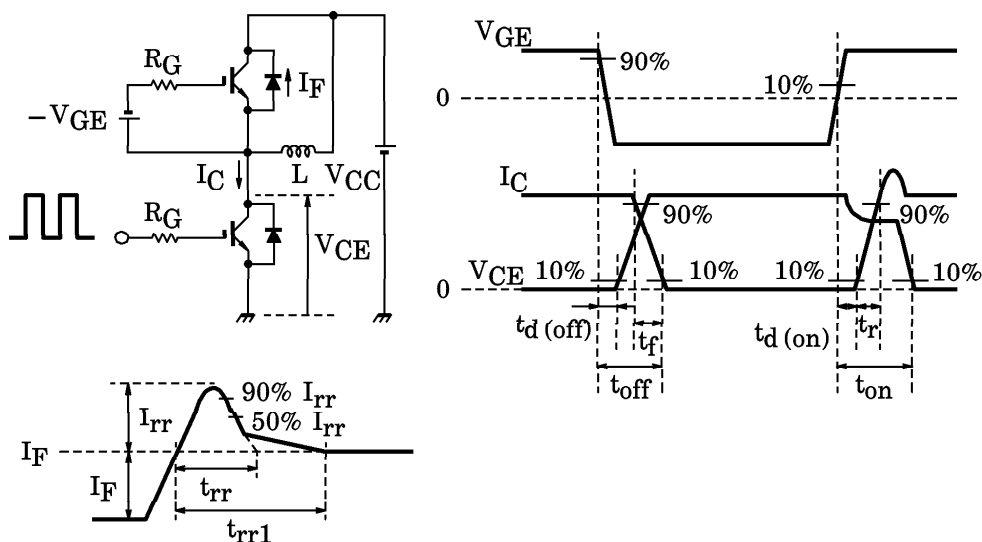 R_G
I_F
−V_GE
I_C
L
V_CC
R_G
V_CE
V_GE
90%
10%
0
I_C
90%
90%
V_CE
10%
10%
10%
10%
0
t_d (off)
t_f
t_d (on)
t_r
t_off
t_on
I_rr
90% I_rr
50% I_rr
I_F
I_F
t_rr
t_rr1